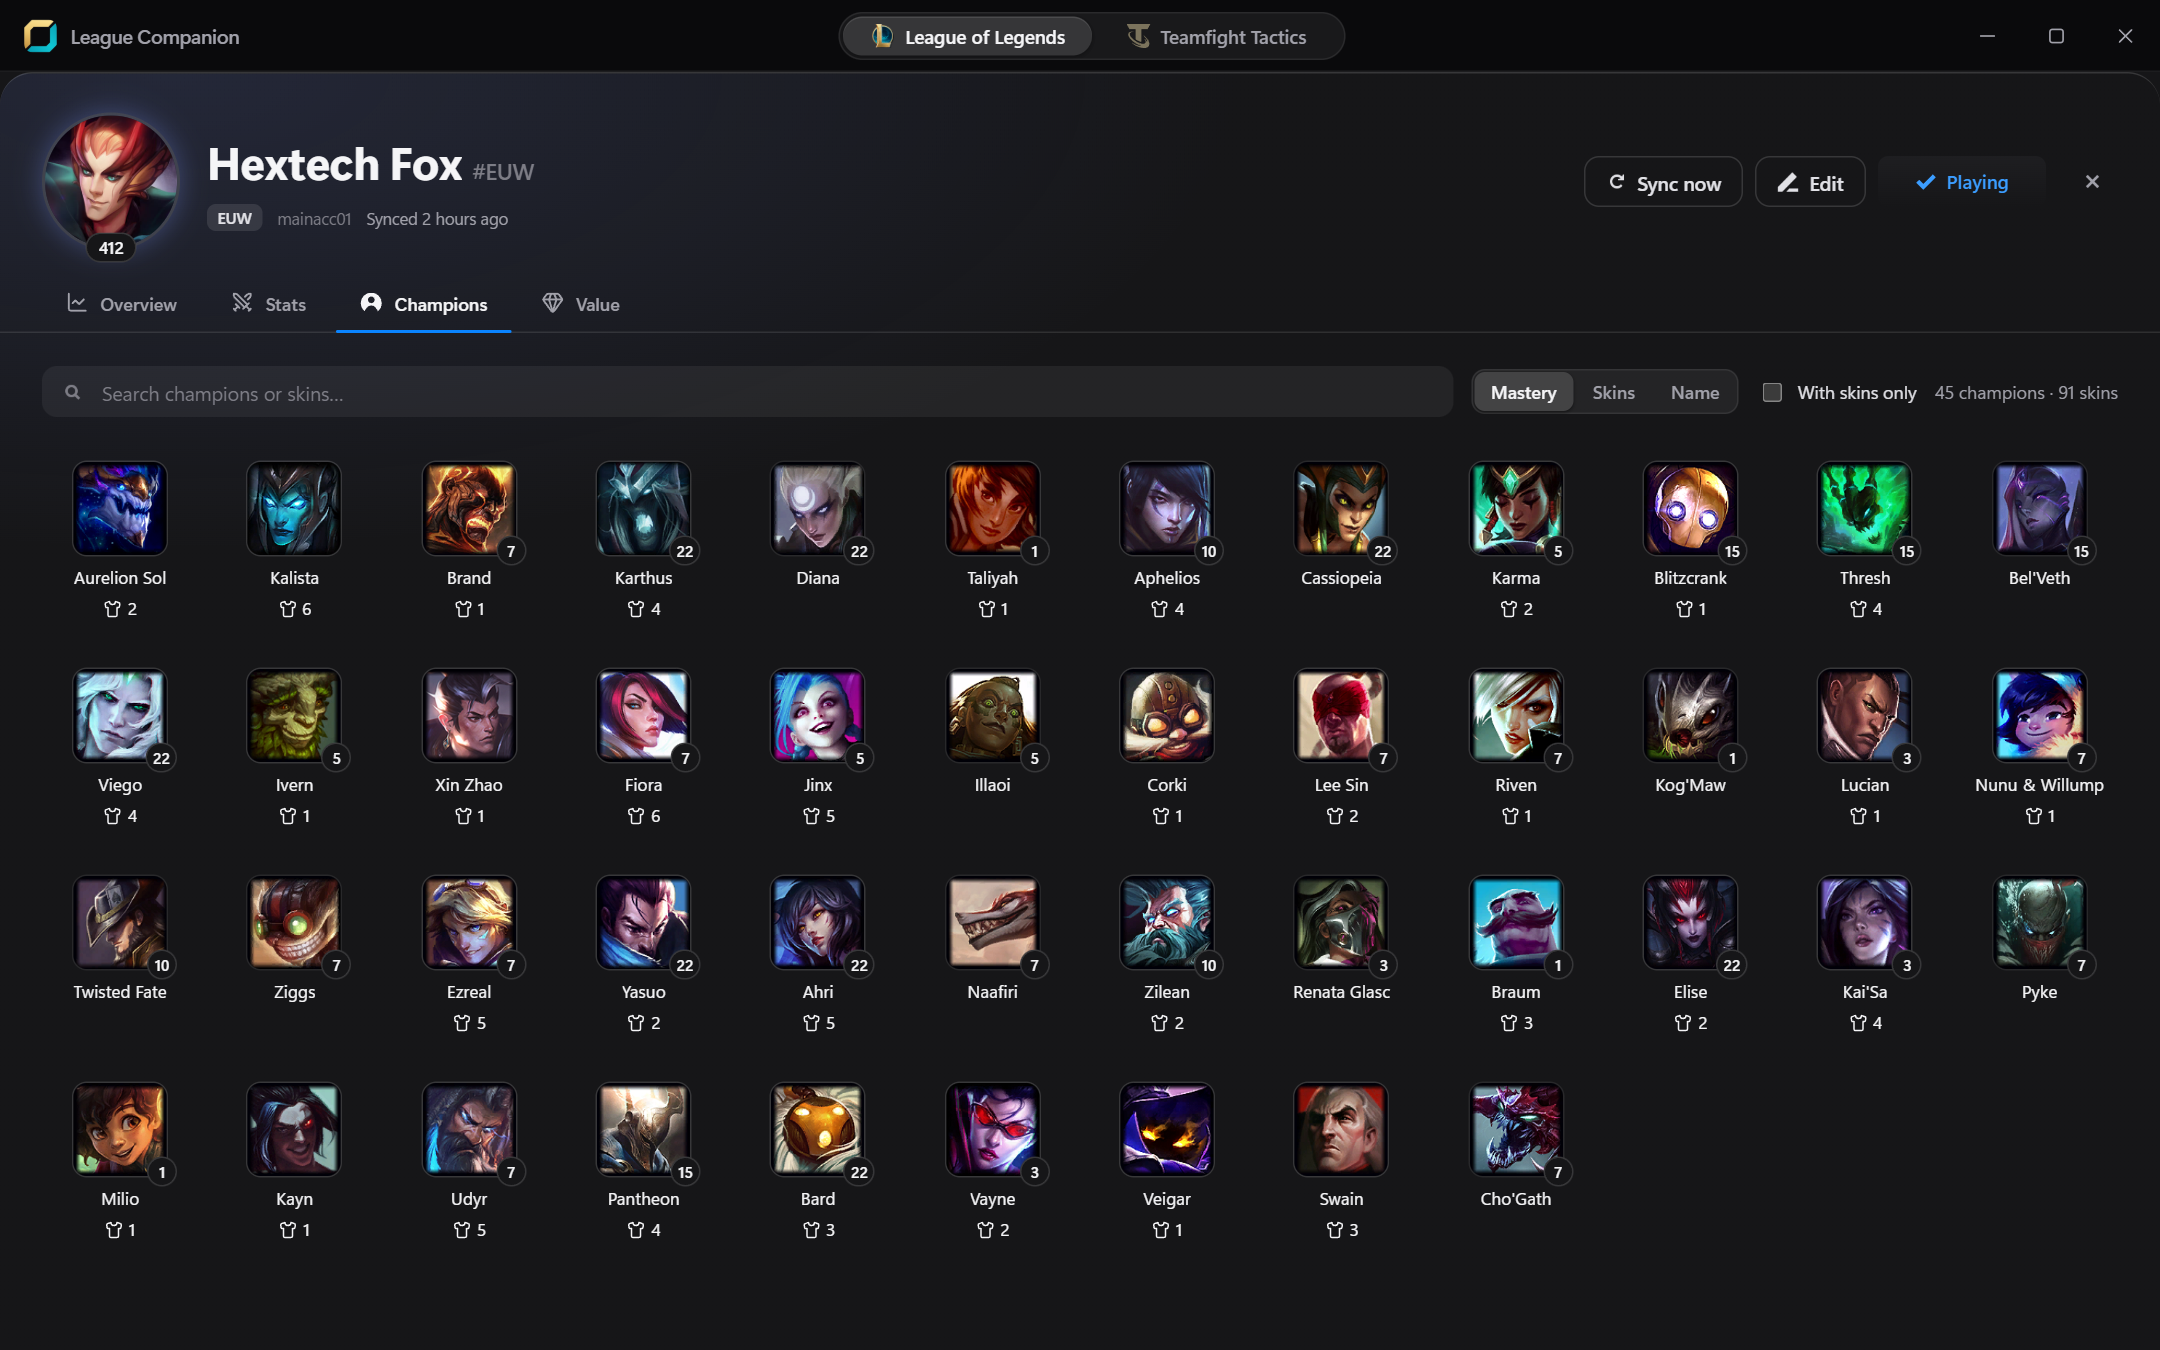 League Companion
League of Legends
Teamfight Tactics
Hextech Fox #EUW
EUW mainacc01 Synced 2 hours ago
412
Sync now
Edit
Playing
Overview
Stats
Champions
Value
Search champions or skins...
Mastery Skins Name
With skins only
45 champions · 91 skins
7 22 22 1 10 22 5 15 15 15
Aurelion Sol Kalista Brand Karthus Diana Taliyah Aphelios Cassiopeia Karma Blitzcrank Thresh Bel'Veth
2 6 1 4 1 4 2 1 4
22 5 7 5 5 7 7 1 3 7
Viego Ivern Xin Zhao Fiora Jinx Illaoi Corki Lee Sin Riven Kog'Maw Lucian Nunu & Willump
4 1 1 6 5 1 2 1 1 1
10 7 7 22 22 7 10 3 1 22 3 7
Twisted Fate Ziggs Ezreal Yasuo Ahri Naafiri Zilean Renata Glasc Braum Elise Kai'Sa Pyke
5 2 5 2 3 2 4
1 7 15 22 3 7
Milio Kayn Udyr Pantheon Bard Vayne Veigar Swain Cho'Gath
1 1 5 4 3 2 1 3